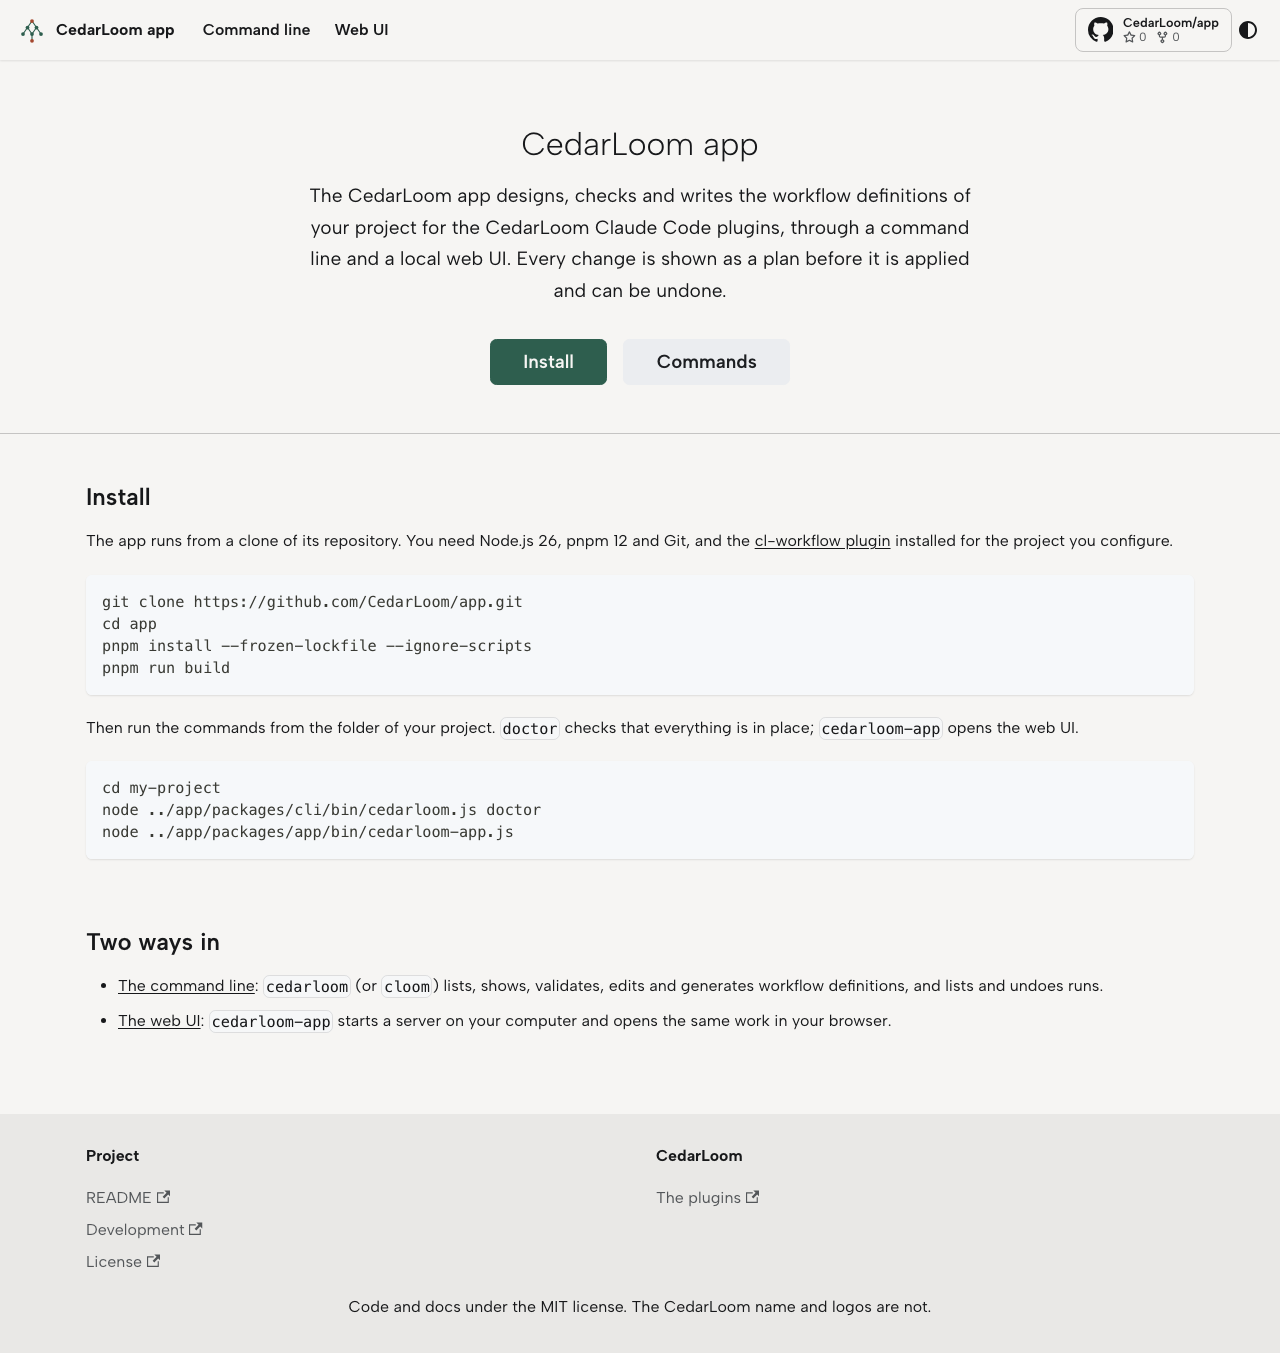 CedarLoom app
Command line
Web UI
CedarLoom/app
0 0
CedarLoom app
The CedarLoom app designs, checks and writes the workflow definitions of
your project for the CedarLoom Claude Code plugins, through a command
line and a local web UI. Every change is shown as a plan before it is applied
and can be undone.
Install
Commands
Install
The app runs from a clone of its repository. You need Node.js 26, pnpm 12 and Git, and the cl-workflow plugin installed for the project you configure.
git clone https://github.com/CedarLoom/app.git
cd app
pnpm install --frozen-lockfile --ignore-scripts
pnpm run build
Then run the commands from the folder of your project. doctor checks that everything is in place; cedarloom-app opens the web UI.
cd my-project
node ../app/packages/cli/bin/cedarloom.js doctor
node ../app/packages/app/bin/cedarloom-app.js
Two ways in
The command line: cedarloom (or cloom) lists, shows, validates, edits and generates workflow definitions, and lists and undoes runs.
The web UI: cedarloom-app starts a server on your computer and opens the same work in your browser.
Project
README
Development
License
CedarLoom
The plugins
Code and docs under the MIT license. The CedarLoom name and logos are not.